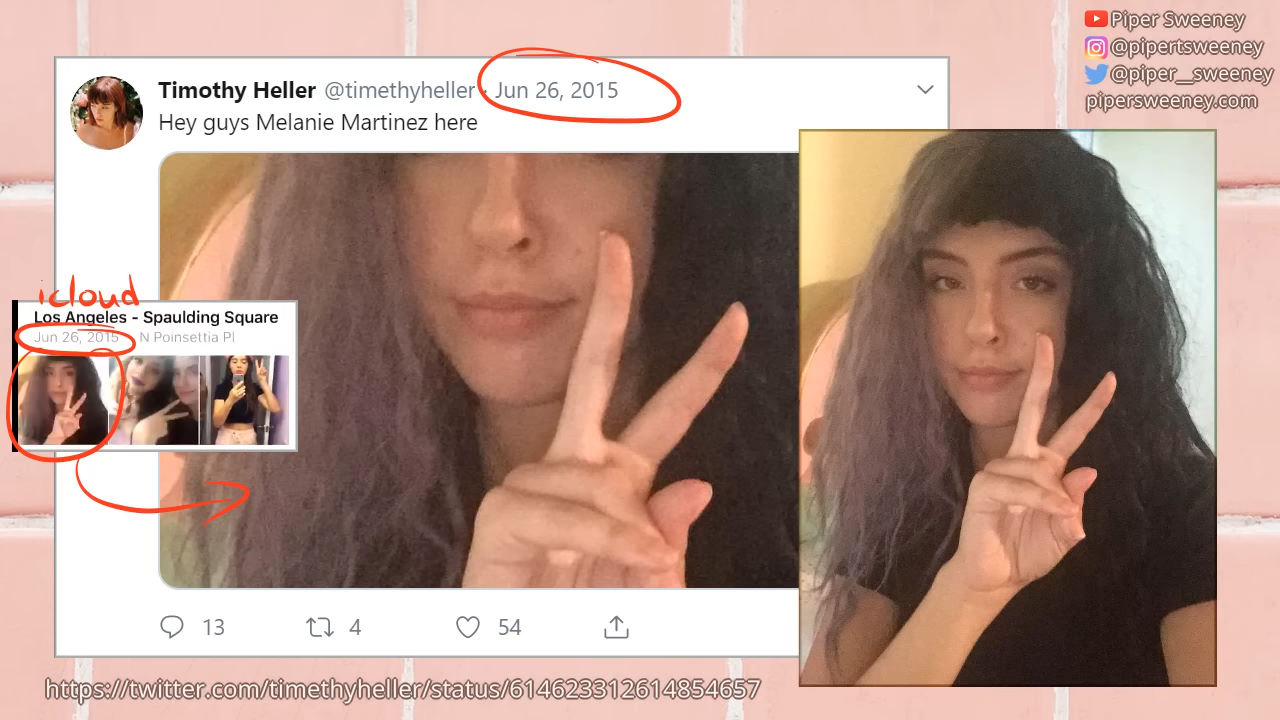 Piper Sweeney
@pipertsweeney
@piper__sweeney
pipersweeney.com
Timothy Heller @timethyheller · Jun 26, 2015
Hey guys Melanie Martinez here
icloud
Los Angeles - Spaulding Square
Jun 26, 2015 N Poinsettia Pl
13 4 54
https://twitter.com/timethyheller/status/614623312614854657